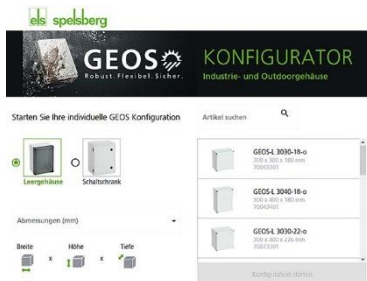 els spelsberg
GEOS
Robust. Flexibel. Sicher.
KONFIGURATOR
Industrie- und Outdoorgehäuse
Starten Sie Ihre individuelle GEOS Konfiguration
Leergehäuse
Schaltschrank
Abmessungen (mm)
Breite x Höhe x Tiefe
Artikel suchen
GEOS-L 3030-18-o
300 x 300 x 180 mm
GEOS-L 3040-18-o
300 x 400 x 180 mm
GEOS-L 3030-22-o
300 x 300 x 226 mm
Konfiguration starten